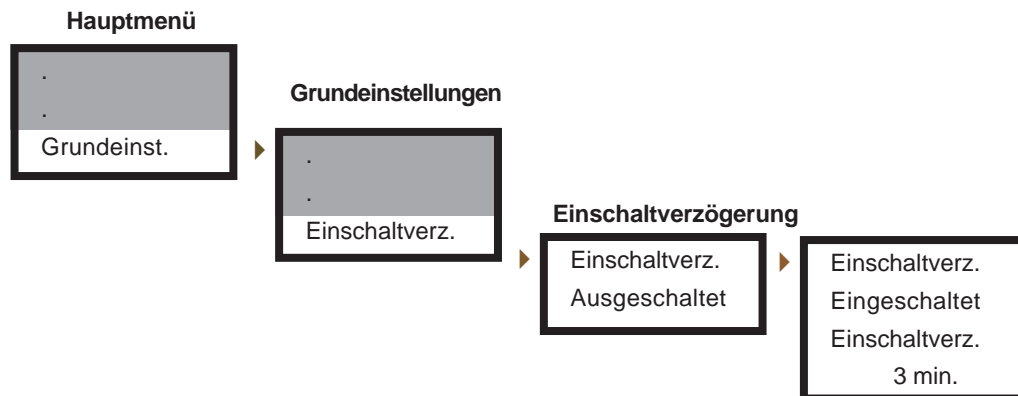 Hauptmenü
.
.
Grundeinst.
Grundeinstellungen
.
.
Einschaltverz.
Einschaltverzögerung
Einschaltverz.
Ausgeschaltet
Einschaltverz.
Eingeschaltet
Einschaltverz.
3 min.